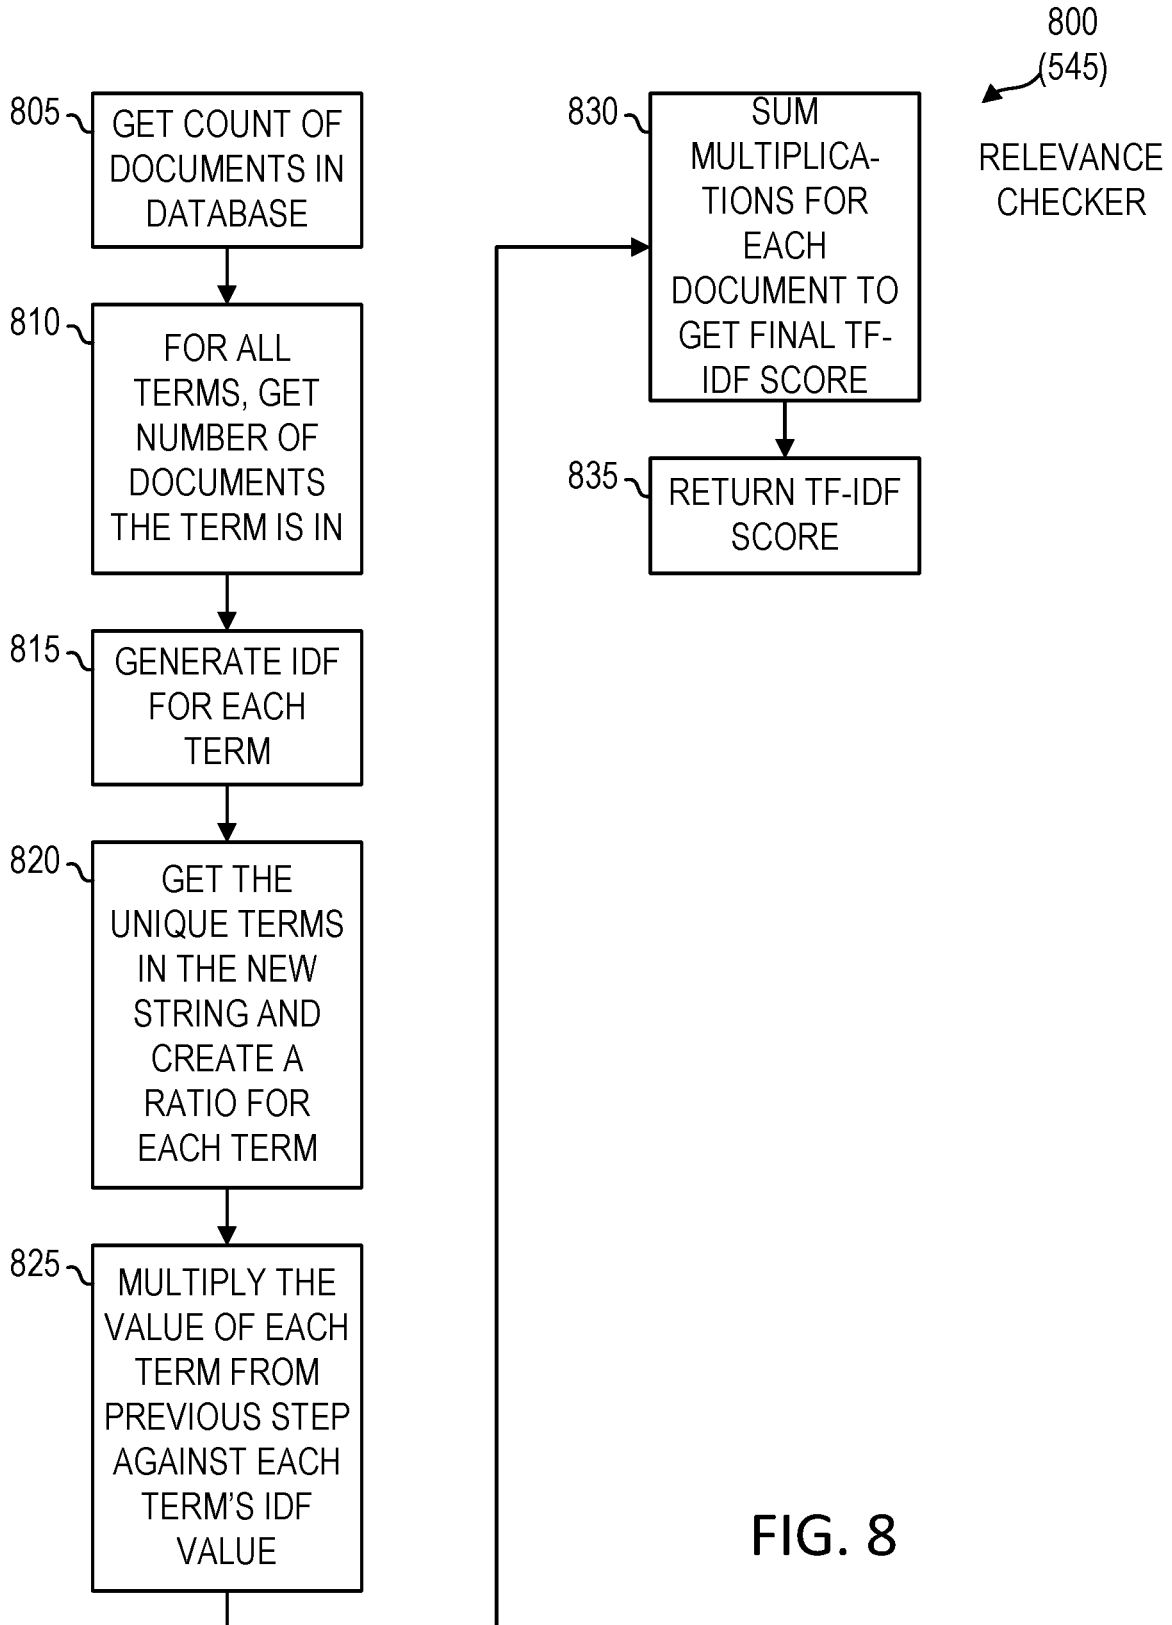 800
(545)
RELEVANCE
CHECKER
805
GET COUNT OF
DOCUMENTS IN
DATABASE
810
FOR ALL
TERMS, GET
NUMBER OF
DOCUMENTS
THE TERM IS IN
815
GENERATE IDF
FOR EACH
TERM
820
GET THE
UNIQUE TERMS
IN THE NEW
STRING AND
CREATE A
RATIO FOR
EACH TERM
825
MULTIPLY THE
VALUE OF EACH
TERM FROM
PREVIOUS STEP
AGAINST EACH
TERM'S IDF
VALUE
830
SUM
MULTIPLICA-
TIONS FOR
EACH
DOCUMENT TO
GET FINAL TF-
IDF SCORE
835
RETURN TF-IDF
SCORE
FIG. 8